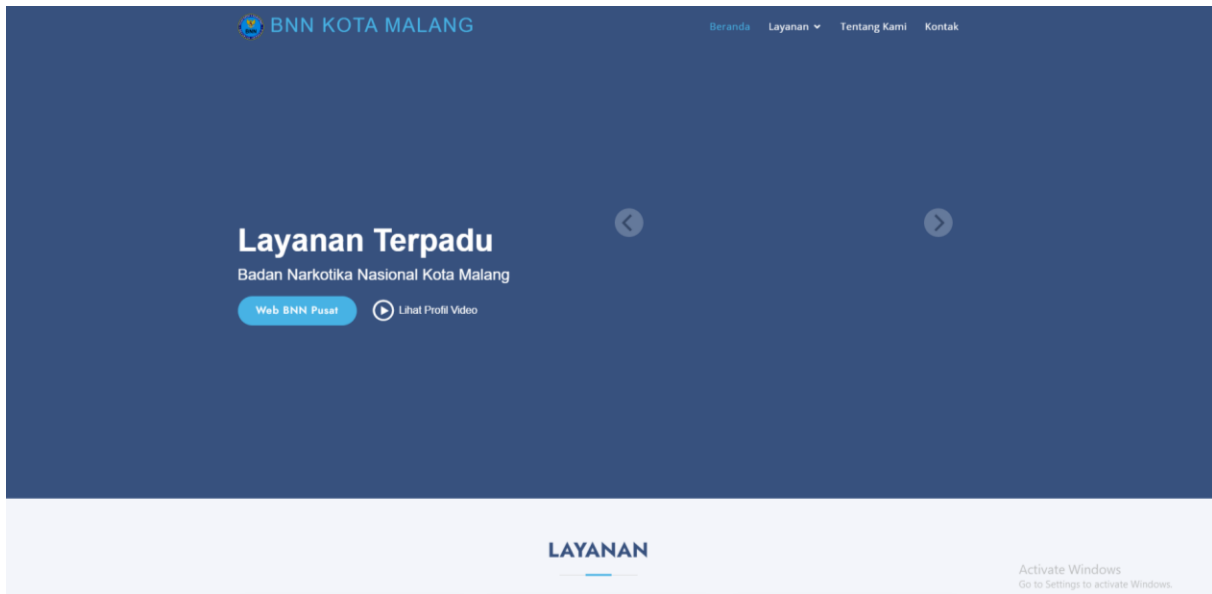 BNN KOTA MALANG
Beranda Layanan Tentang Kami Kontak
Layanan Terpadu
Badan Narkotika Nasional Kota Malang
Web BNN Pusat Lihat Profil Video
LAYANAN
Activate Windows
Go to Settings to activate Windows.